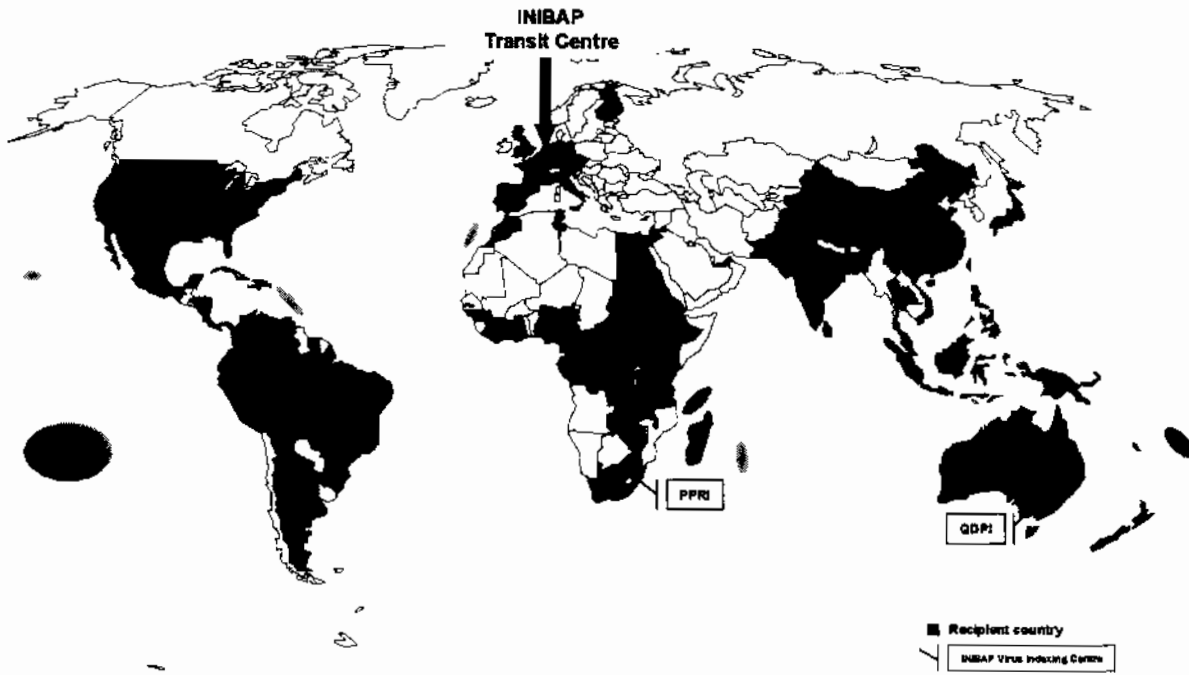 INIBAP
Transit Centre
PPRI
QDPI
Recipient country
INIBAP Virus Indexing Centre